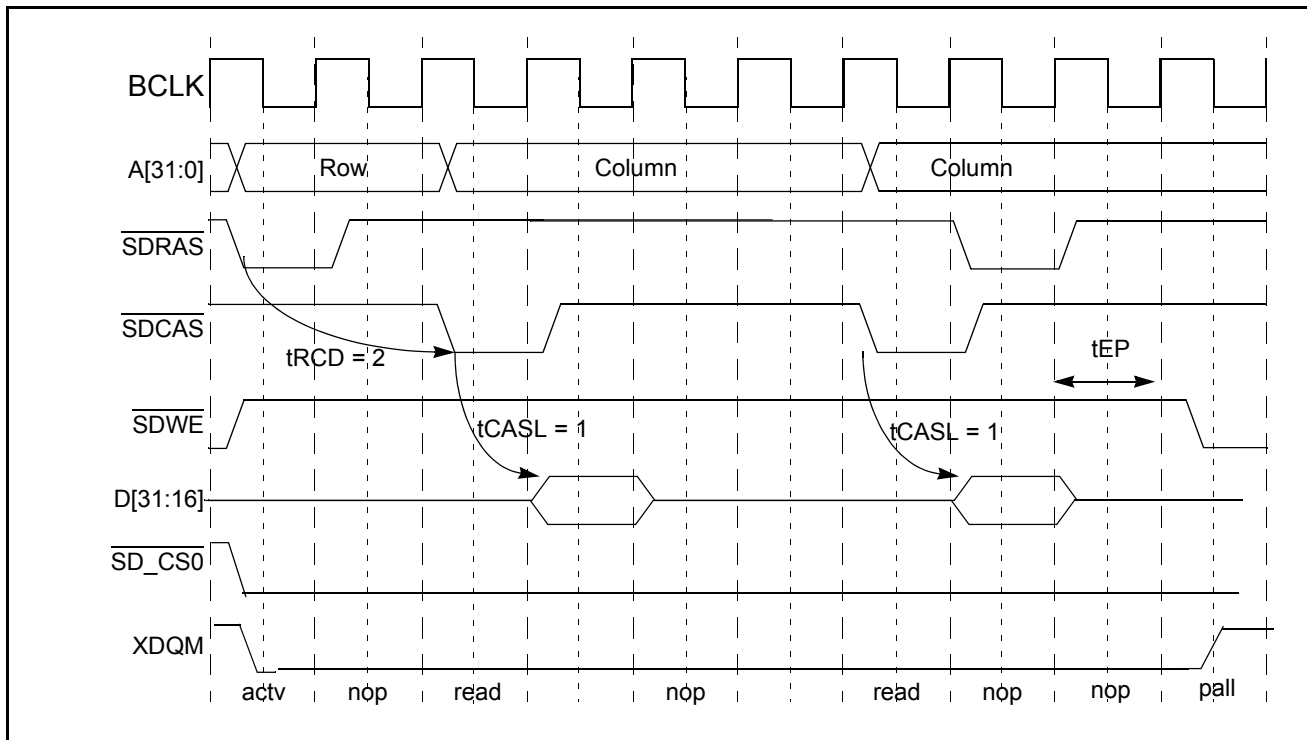 BCLK
A[31:0]
Row
Column
Column
SDRAS
SDCAS
tRCD = 2
tEP
SDWE
tCASL = 1
tCASL = 1
D[31:16]
SD_CS0
XDQM
actv
nop
read
nop
read
nop
nop
pall